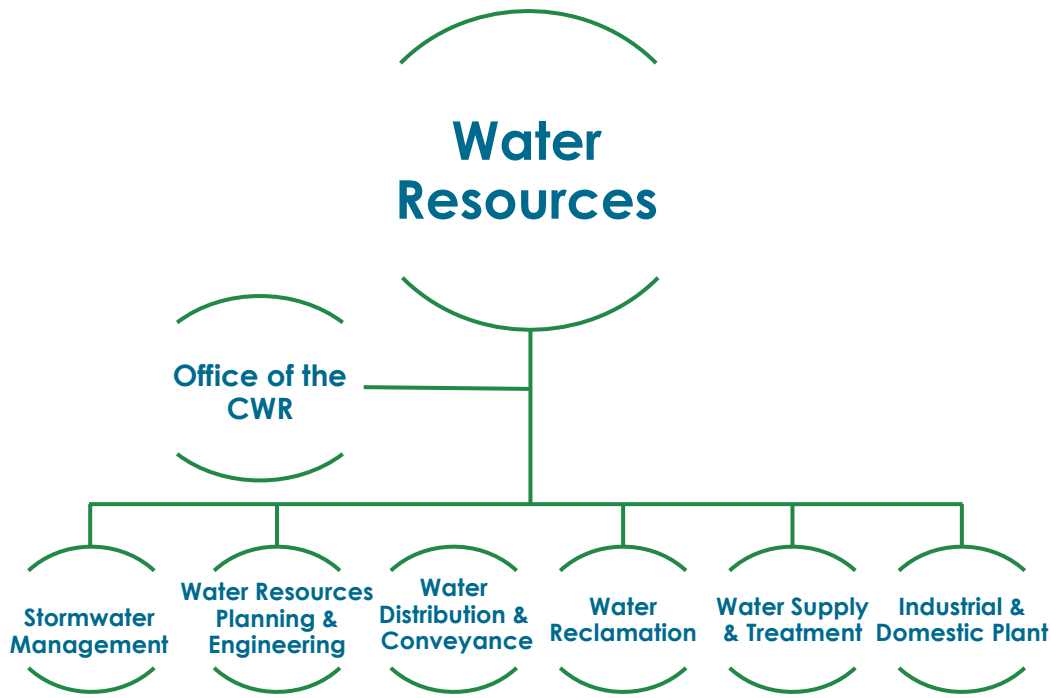 Water
Resources
Office of the
CWR
Stormwater
Management
Water Resources
Planning &
Engineering
Water
Distribution &
Conveyance
Water
Reclamation
Water Supply
& Treatment
Industrial &
Domestic Plant